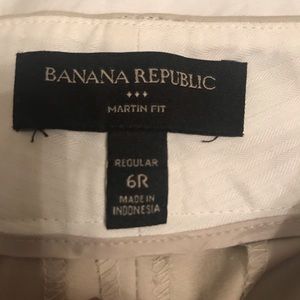 BANANA REPUBLIC
MARTIN FIT
REGULAR
6R
MADE IN
INDONESIA